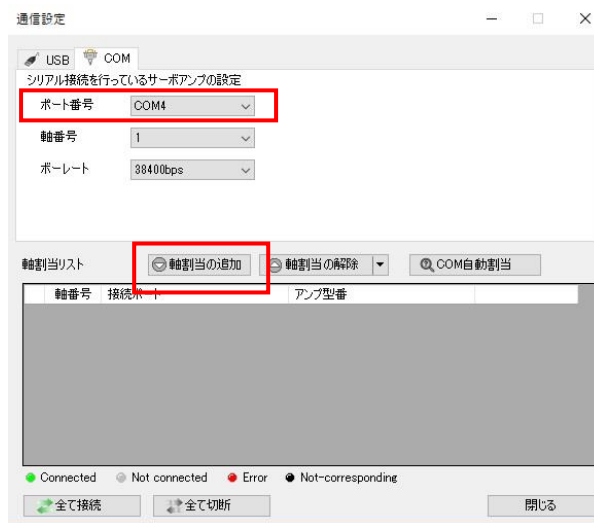 通信設定
USB COM
シリアル接続を行っているサーボアンプの設定
ポート番号 COM4
軸番号 1
ボーレート 38400bps
軸割当リスト 軸割当の追加 軸割当の解除 COM自動割当
軸番号 接続ポート アンプ型番
Connected Not connected Error Not-corresponding
全て接続 全て切断 閉じる